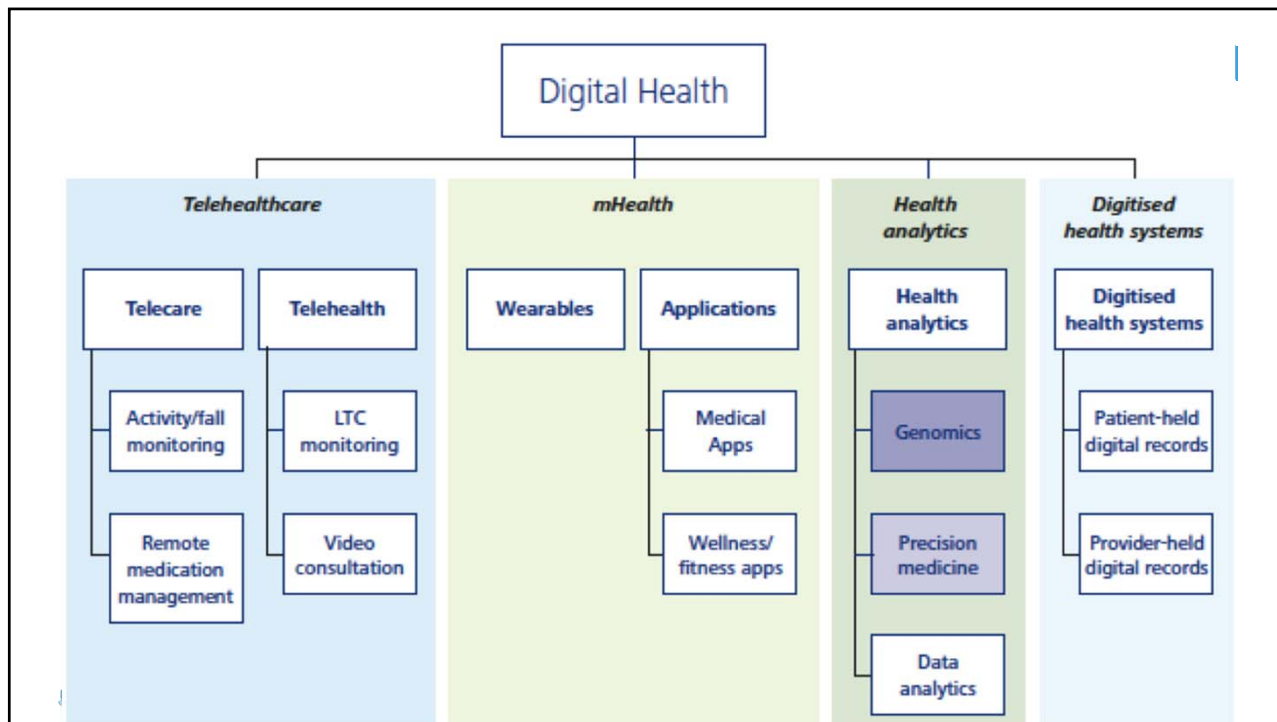 Digital Health
Telehealthcare
Telecare
Activity/fall
monitoring
Remote
medication
management
Telehealth
LTC
monitoring
Video
consultation
mHealth
Wearables
Applications
Medical
Apps
Wellness/
fitness apps
Health
analytics
Health
analytics
Genomics
Precision
medicine
Data
analytics
Digitised
health systems
Digitised
health systems
Patient-held
digital records
Provider-held
digital records